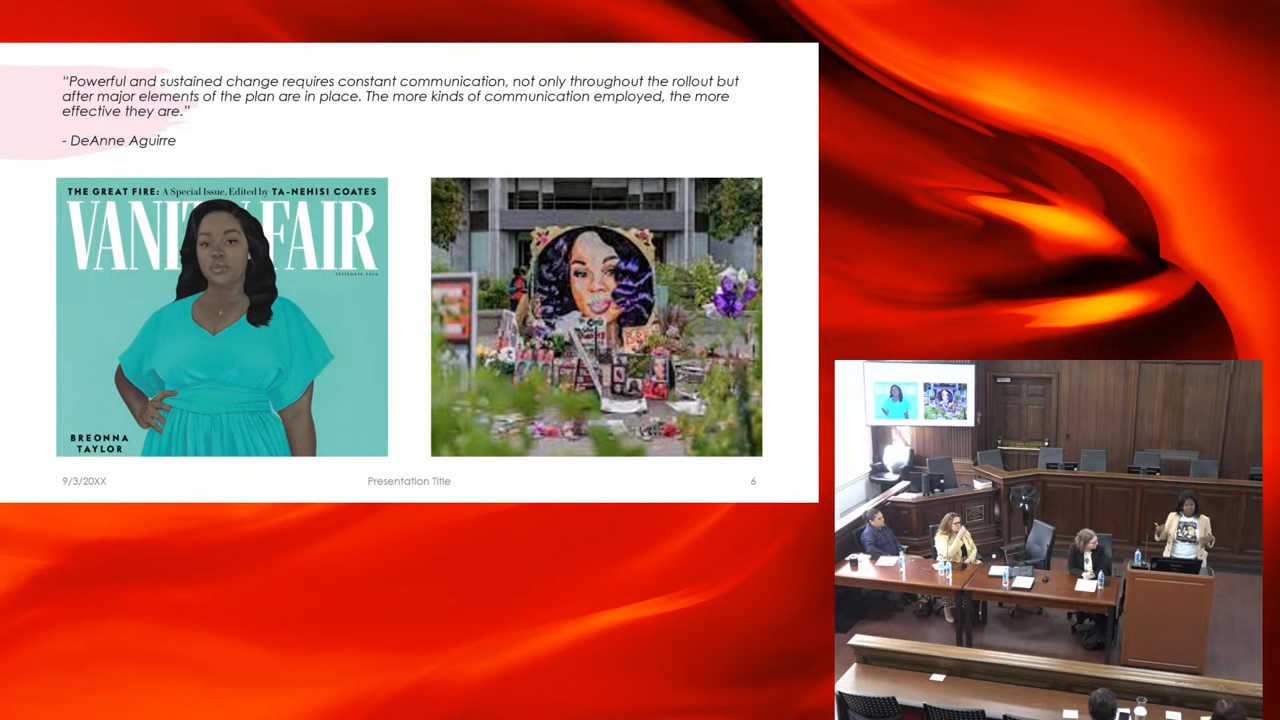 “Powerful and sustained change requires constant communication, not only throughout the rollout but
after major elements of the plan are in place. The more kinds of communication employed, the more
effective they are.”
- DeAnne Aguirre
THE GREAT FIRE: A Special Issue, Edited by TA-NEHISI COATES
VANITY FAIR
BREONNA
TAYLOR
9/3/20XX
Presentation Title
6